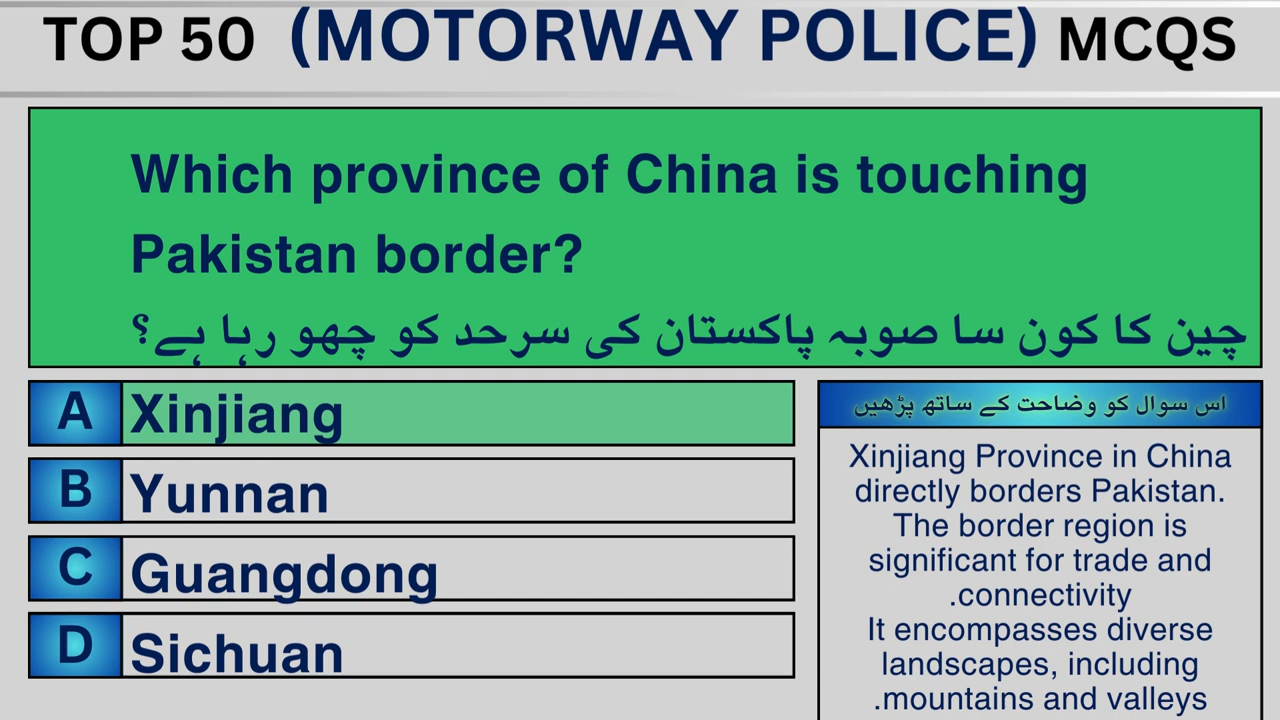 TOP 50 (MOTORWAY POLICE) MCQS
Which province of China is touching
Pakistan border?
چین کا کون سا صوبہ پاکستان کی سرحد کو چھو رہا ہے؟
A Xinjiang
B Yunnan
C Guangdong
D Sichuan
اس سوال کو وضاحت کے ساتھ پڑھیں
Xinjiang Province in China
directly borders Pakistan.
The border region is
significant for trade and
.connectivity
It encompasses diverse
landscapes, including
.mountains and valleys